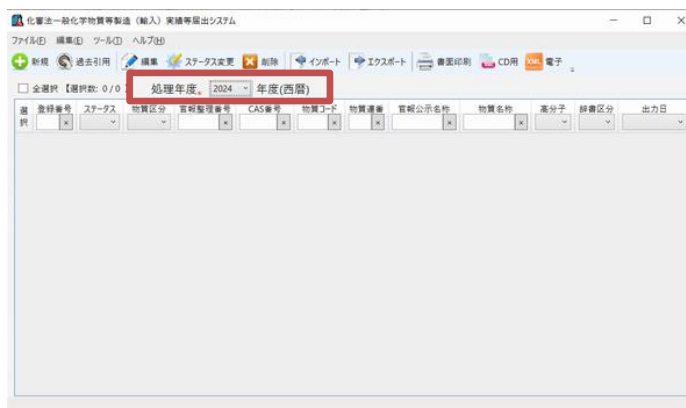 化審法一般化学物質等製造（輸入）実績等届出システム
ファイル(F) 編集(E) ツール(T) ヘルプ(H)
新規 過去引用 編集 ステータス変更 削除 インポート エクスポート 書面印刷 CD用 XML 電子
全選択 【選択数: 0 / 0 処理年度。 2024 年度(西暦)
選択 登録番号 ステータス 物質区分 官報整理番号 CAS番号 物質コード 物質連番 官報公示名称 物質名称 高分子 辞書区分 出力日